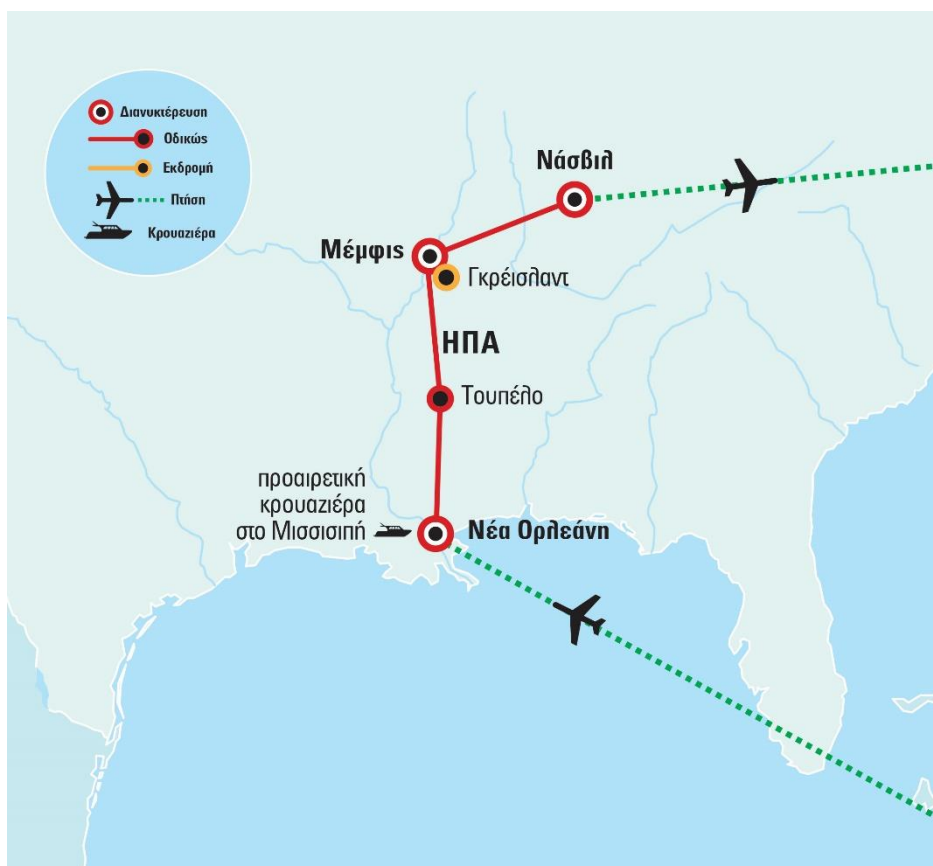 Διανυκτέρευση
Οδικώς
Εκδρομή
Πτήση
Κρουαζιέρα
Νάσβιλ
Μέμφις
Γκρέισλαντ
ΗΠΑ
Τουπέλο
προαιρετική
κρουαζιέρα
στο Μισσισιπή
Νέα Ορλεάνη